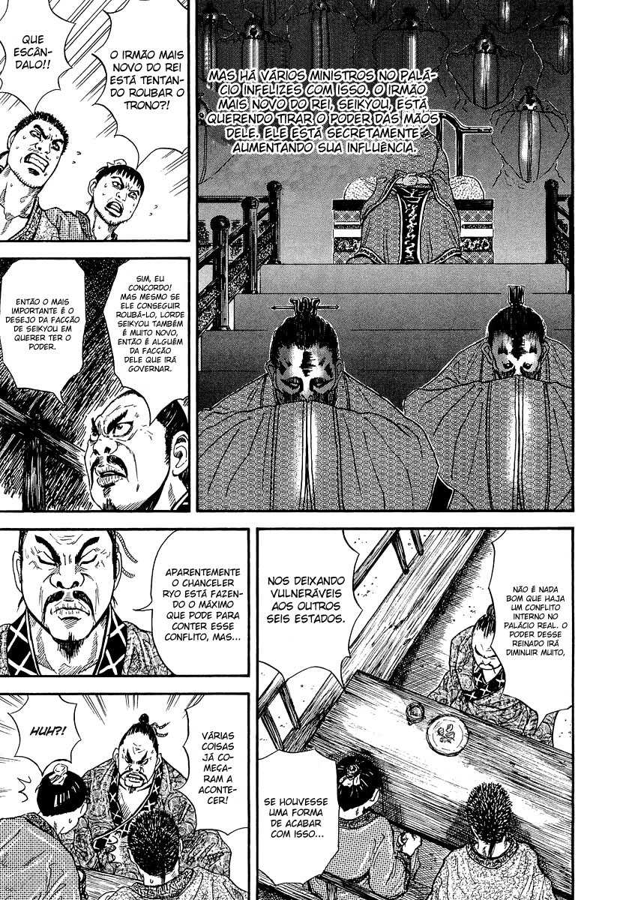 MAS HÁ VÁRIOS MINISTROS NO PALÁ-
CIO INFELIZES COM ISSO. O IRMÃO
MAIS NOVO DO REI, SEIKYOU, ESTÁ
QUERENDO TIRAR O PODER DAS MÃOS
DELE. ELE ESTÁ SECRETAMENTE
AUMENTANDO SUA INFLUÊNCIA.
O IRMÃO MAIS
NOVO DO REI
ESTÁ TENTAN-
DO ROUBAR O
TRONO?!
QUE
ESCÂN-
DALO!!
SIM, EU
CONCORDO!
MAS MESMO SE
ELE CONSEGUIR
ROUBÁ-LO, LORDE
SEIKYOU TAMBÉM
É MUITO NOVO,
ENTÃO É ALGUÉM
DA FACÇÃO
DELE QUE IRÁ
GOVERNAR.
ENTÃO O MAIS
IMPORTANTE É O
DESEJO DA FACÇÃO
DE SEIKYOU EM
QUERER TER O
PODER.
NÃO É NADA
BOM QUE HAJA
UM CONFLITO
INTERNO NO
PALÁCIO REAL. O
PODER DESSE
REINADO IRÁ
DIMINUIR MUITO,
NOS DEIXANDO
VULNERÁVEIS
AOS OUTROS
SEIS ESTADOS.
SE HOUVESSE
UMA FORMA
DE ACABAR
COM ISSO...
APARENTEMENTE
O CHANCELER
RYO ESTÁ FAZEN-
DO O MÁXIMO
QUE PODE PARA
CONTER ESSE
CONFLITO, MAS...
VÁRIAS
COISAS
JÁ CO-
MEÇA-
RAM A
ACONTE-
CER!
HUH?!